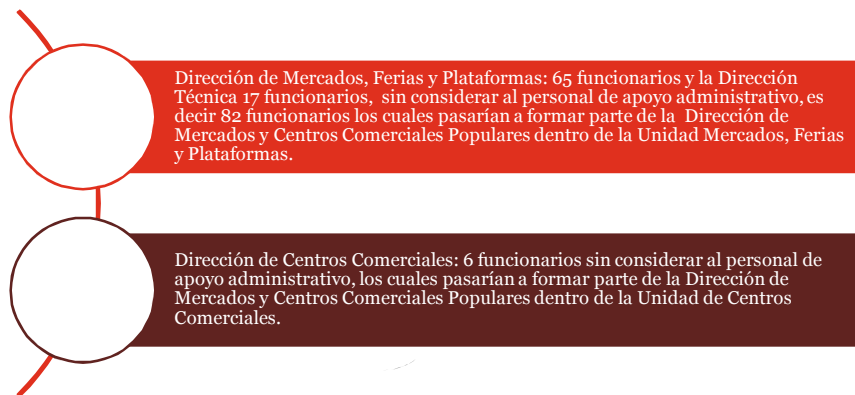 Dirección de Mercados, Ferias y Plataformas: 65 funcionarios y la Dirección
Técnica 17 funcionarios, sin considerar al personal de apoyo administrativo, es
decir 82 funcionarios los cuales pasarían a formar parte de la Dirección de
Mercados y Centros Comerciales Populares dentro de la Unidad Mercados, Ferias
y Plataformas.
Dirección de Centros Comerciales: 6 funcionarios sin considerar al personal de
apoyo administrativo, los cuales pasarían a formar parte de la Dirección de
Mercados y Centros Comerciales Populares dentro de la Unidad de Centros
Comerciales.